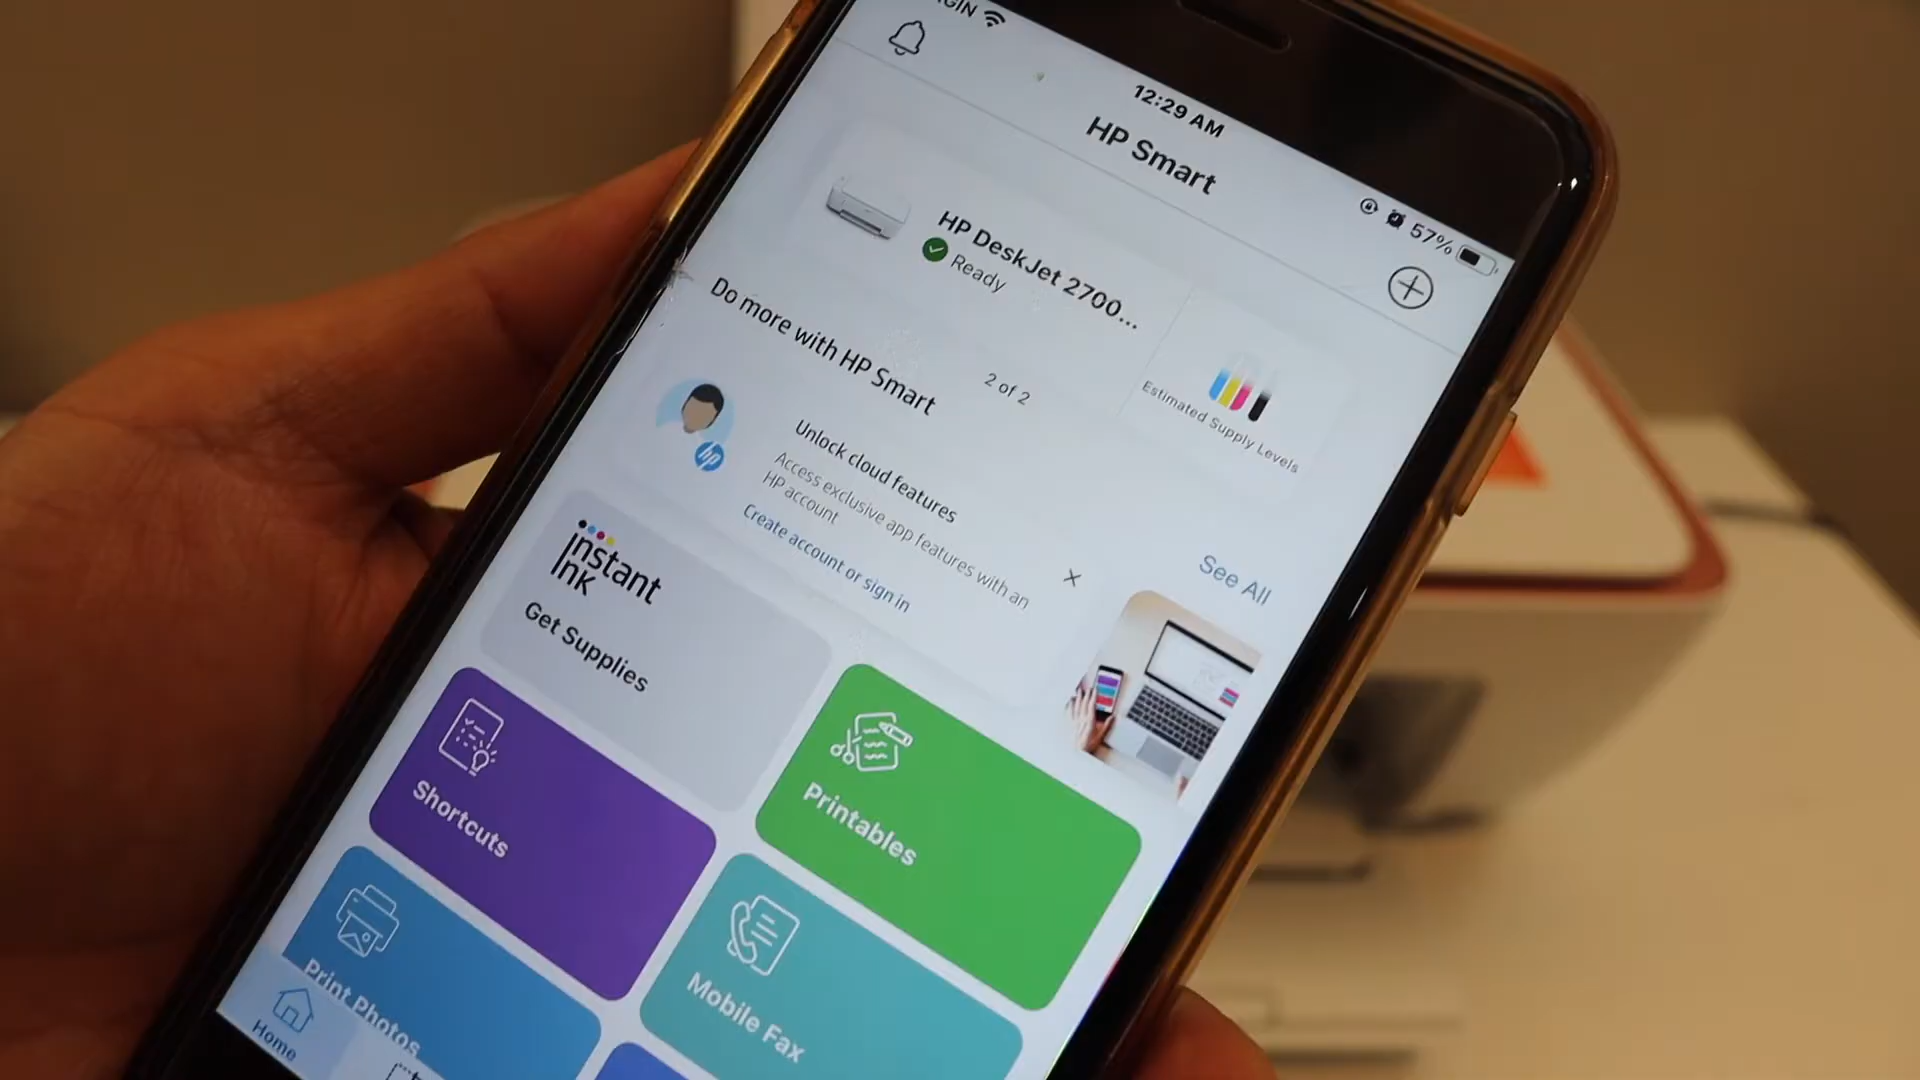 12:29 AM
57%
HP Smart
HP DeskJet 2700...
Ready
Estimated Supply Levels
Do more with HP Smart
2 of 2
See All
hp
Unlock cloud features
Access exclusive app features with an
HP account
Create account or sign in
instant
ınk
Get Supplies
Printables
Shortcuts
Mobile Fax
Print Photos
Home